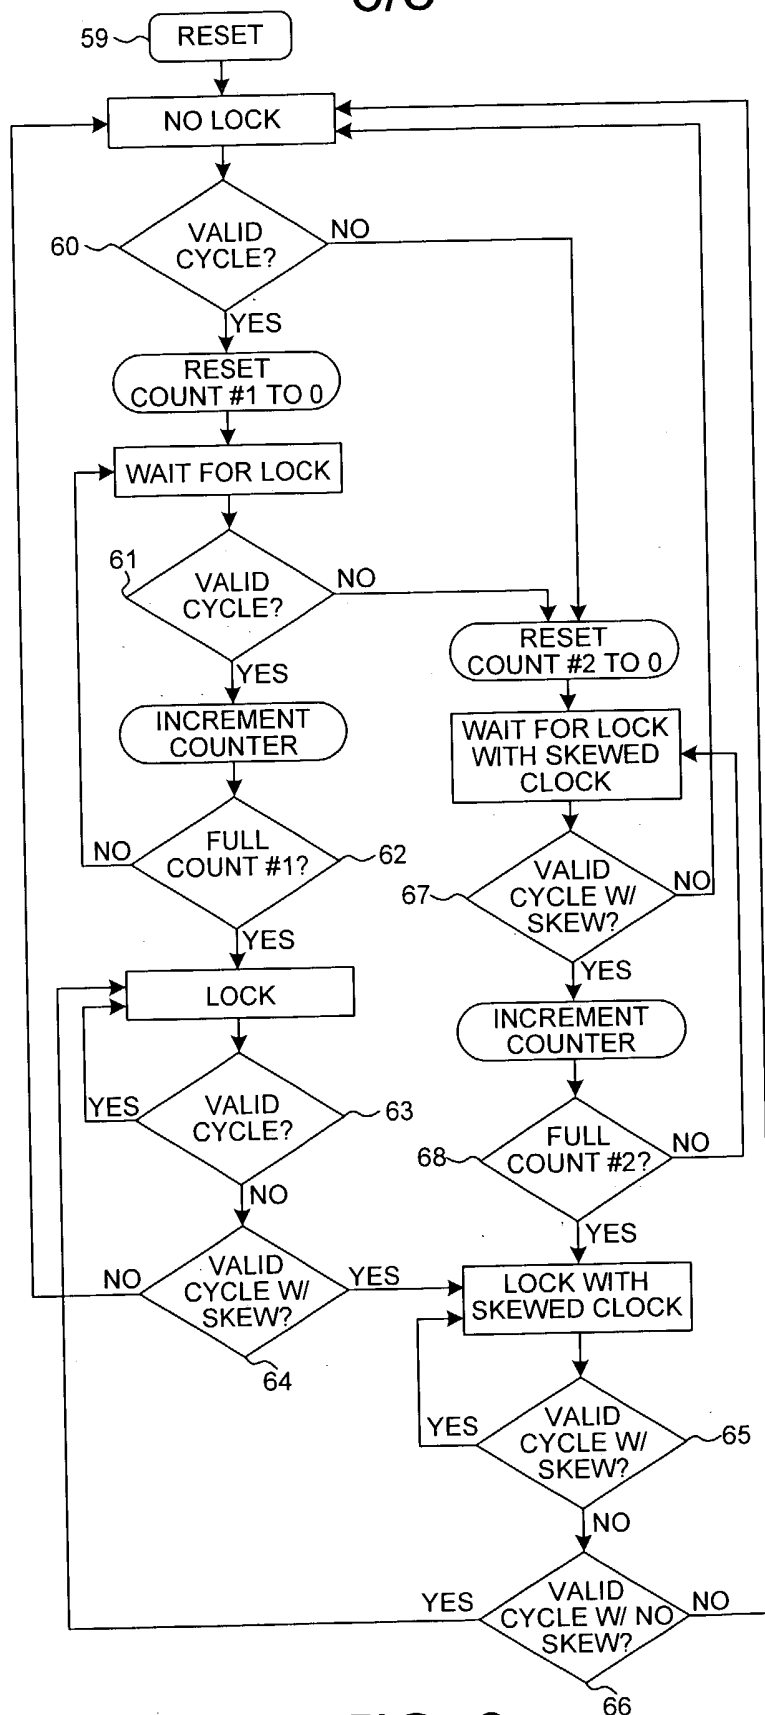 59
RESET
NO LOCK
60
VALID
CYCLE?
NO
YES
RESET
COUNT #1 TO 0
WAIT FOR LOCK
61
VALID
CYCLE?
NO
YES
RESET
COUNT #2 TO 0
INCREMENT
COUNTER
WAIT FOR LOCK
WITH SKEWED
CLOCK
NO
FULL
COUNT #1?
62
YES
67
VALID
CYCLE W/
SKEW?
NO
YES
LOCK
INCREMENT
COUNTER
YES
VALID
CYCLE?
63
NO
68
FULL
COUNT #2?
NO
YES
NO
VALID
CYCLE W/
SKEW?
YES
64
LOCK WITH
SKEWED CLOCK
YES
VALID
CYCLE W/
SKEW?
65
NO
YES
VALID
CYCLE W/ NO
SKEW?
NO
66